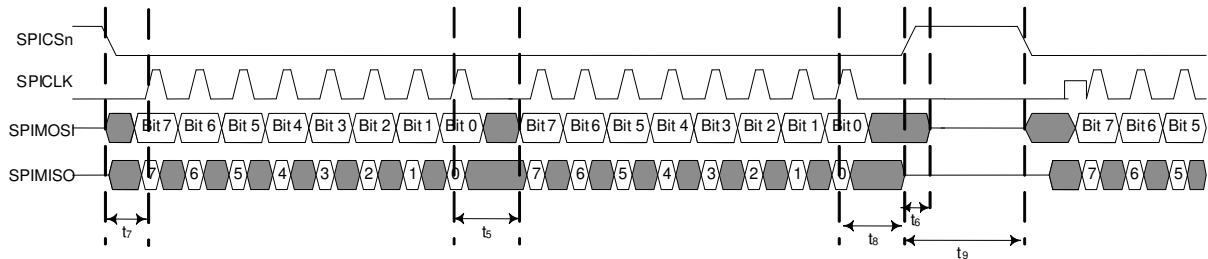 SPICSn
SPICLK
SPIMOSI Bit 7 Bit 6 Bit 5 Bit 4 Bit 3 Bit 2 Bit 1 Bit 0 Bit 7 Bit 6 Bit 5 Bit 4 Bit 3 Bit 2 Bit 1 Bit 0 Bit 7 Bit 6 Bit 5
SPIMISO 7 6 5 4 3 2 1 0 7 6 5 4 3 2 1 0 7 6 5
t7 t5 t8 t6
t9